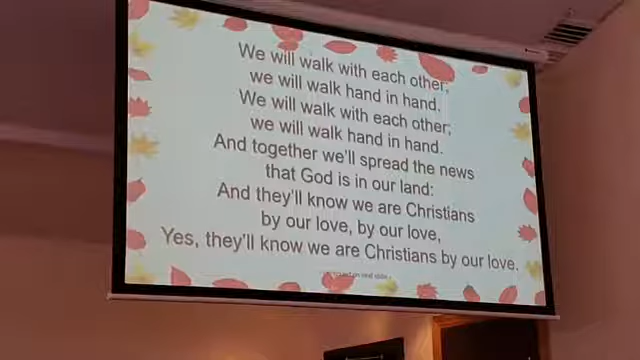 We will walk with each other;
we will walk hand in hand.
We will walk with each other;
we will walk hand in hand.
And together we'll spread the news
that God is in our land:
And they'll know we are Christians
by our love, by our love,
Yes, they'll know we are Christians by our love.
on next slide